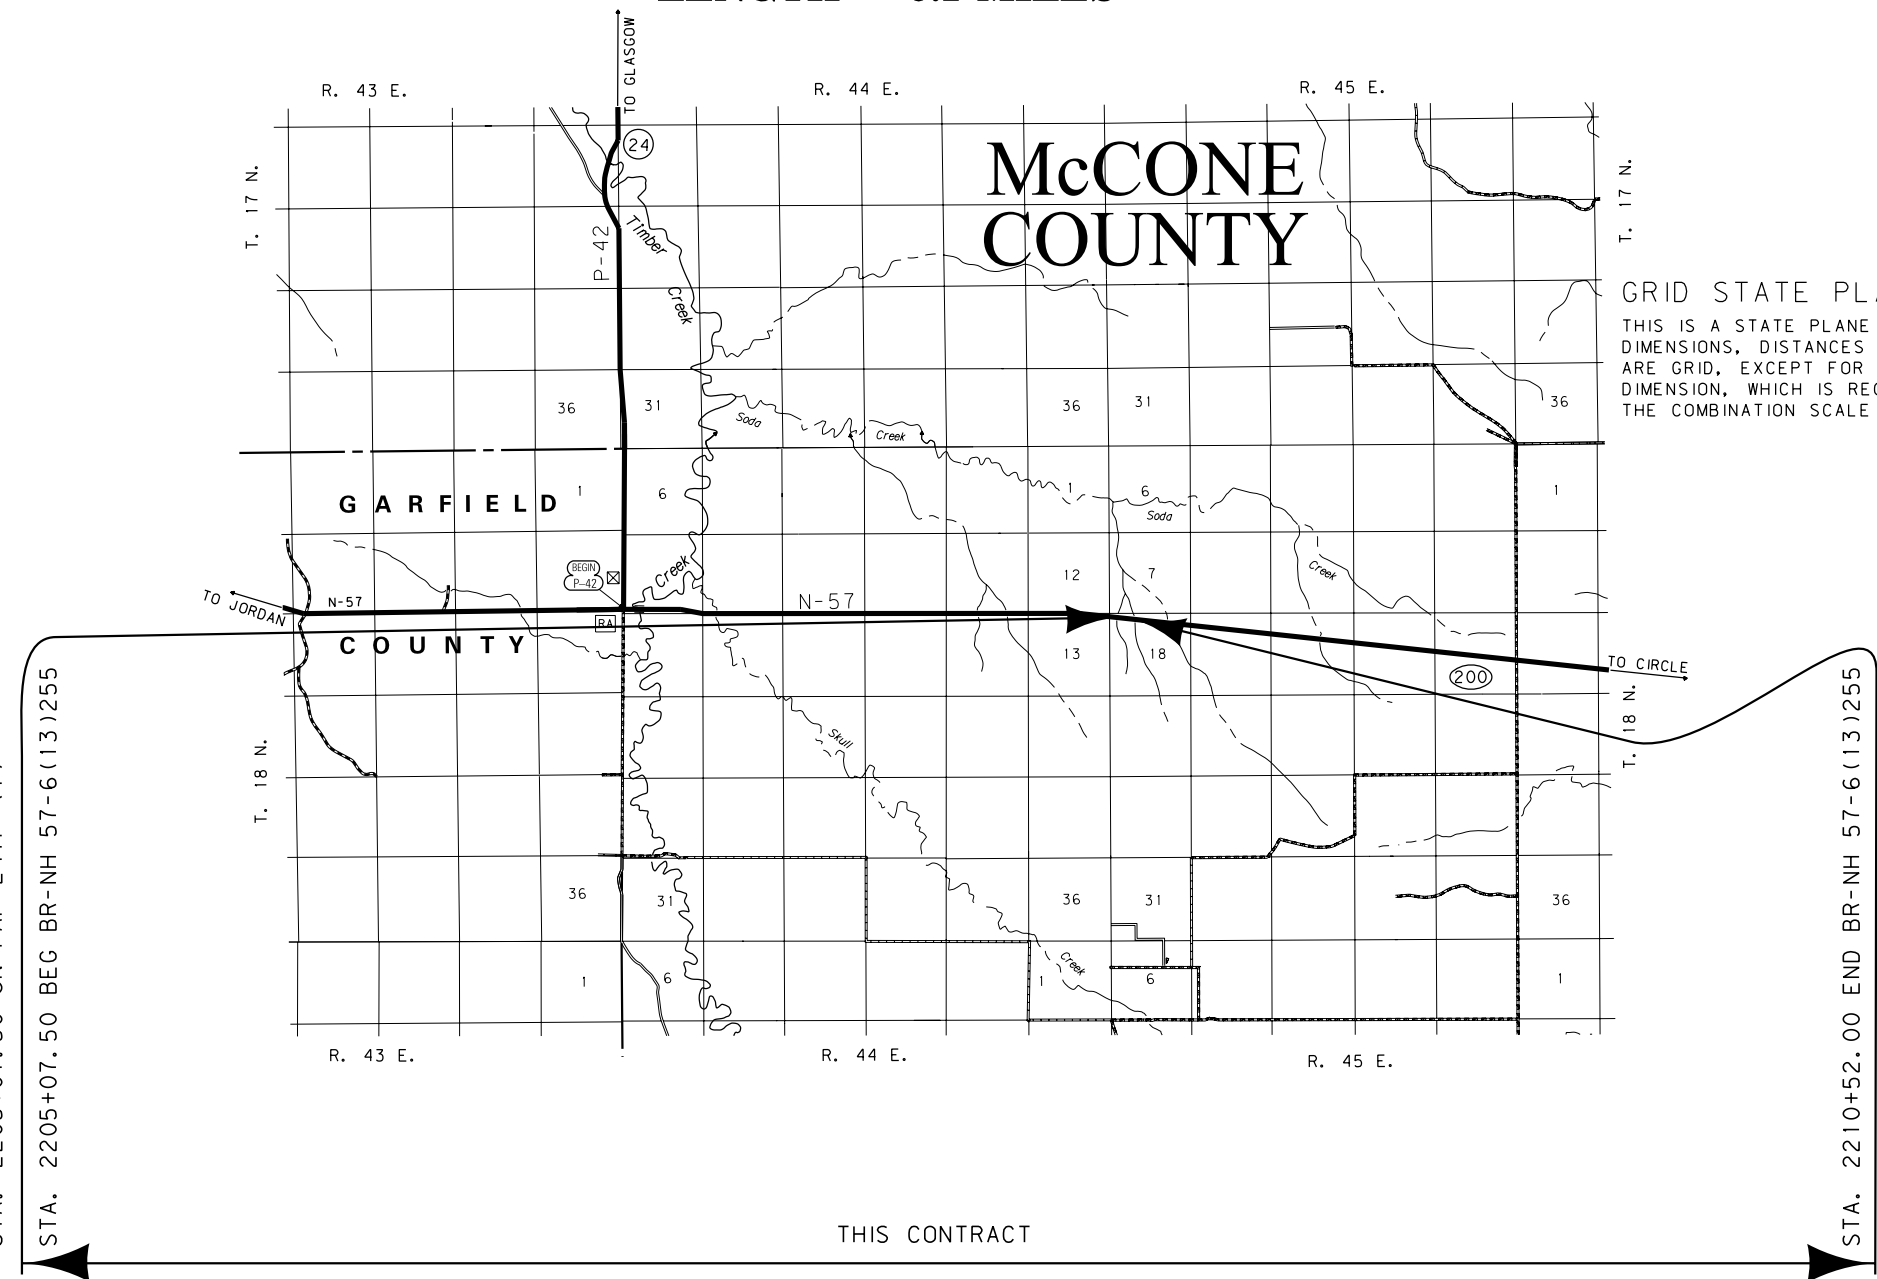 TO GLASGOW
R. 43 E.
R. 44 E.
R. 45 E.
24
McCONE
COUNTY
T. 17 N.
T. 17 N.
P-42
Timber
Creek
GRID STATE PL
THIS IS A STATE PLANE
DIMENSIONS, DISTANCES
ARE GRID, EXCEPT FOR
DIMENSION, WHICH IS
THE COMBINATION SCALE
36
31
36
31
36
Soda
Creek
GARFIELD
1
6
1
6
1
Soda
Creek
BEGIN
P-42
Creek
12
7
TO JORDAN
N-57
N-57
RA
COUNTY
13
18
TO CIRCLE
200
T. 18 N.
T. 18 N.
Skull
36
31
36
31
36
Creek
1
6
1
6
1
R. 43 E.
R. 44 E.
R. 45 E.
STA. 2205+07.50 BEG BR-NH 57-6(13)255
STA. 2210+52.00 END BR-NH 57-6(13)255
THIS CONTRACT